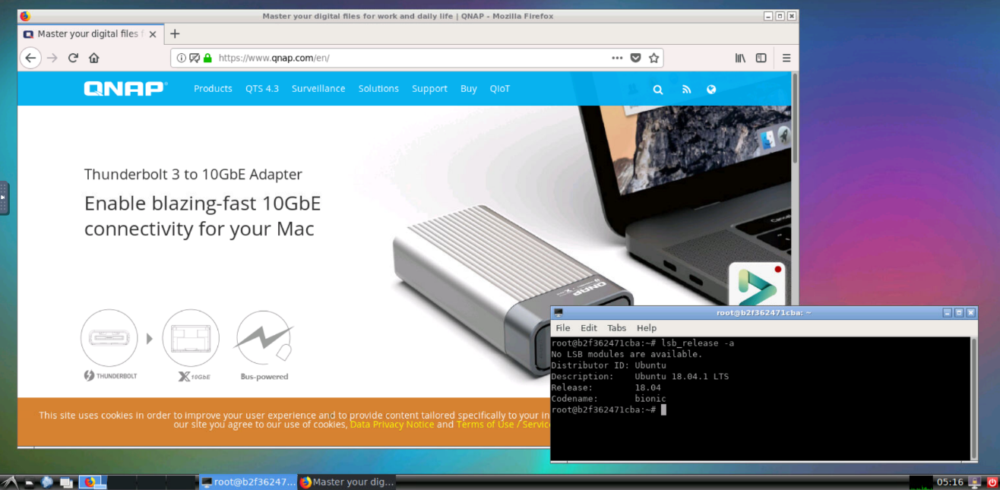 Master your digital files for work and daily life | QNAP - Mozilla Firefox
Master your digital files f
https://www.qnap.com/en/
QNAP
Products QTS 4.3 Surveillance Solutions Support Buy QIoT
Thunderbolt 3 to 10GbE Adapter
Enable blazing-fast 10GbE
connectivity for your Mac
QNAP
THUNDERBOLT 10GbE Bus-powered
This site uses cookies in order to improve your user experience and to provide content tailored specifically to your in
our site you agree to our use of cookies, Data Privacy Notice and Terms of Use / Service
root@b2f362471cba: ~
File Edit Tabs Help
root@b2f362471cba:~# lsb_release -a
No LSB modules are available.
Distributor ID: Ubuntu
Description: Ubuntu 18.04.1 LTS
Release: 18.04
Codename: bionic
root@b2f362471cba:~#
root@b2f36247... Master your dig... 05:16